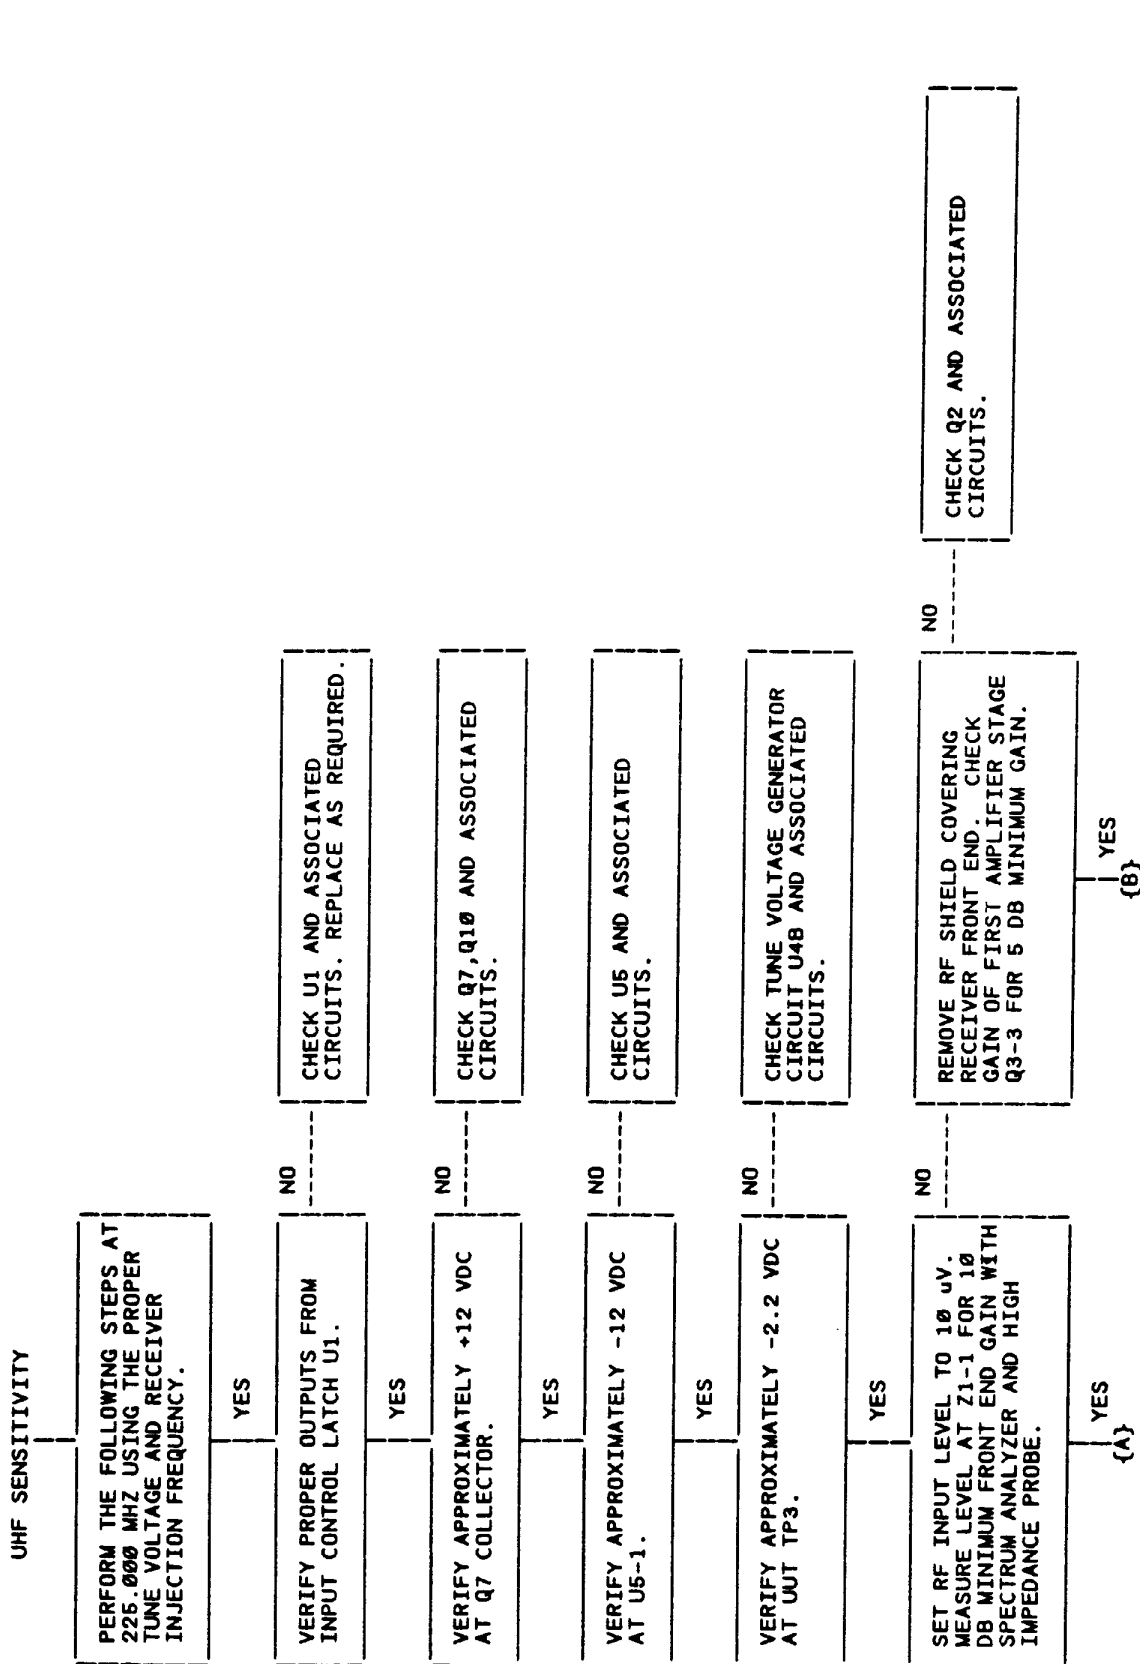 UHF SENSITIVITY
PERFORM THE FOLLOWING STEPS AT
225.000 MHZ USING THE PROPER
TUNE VOLTAGE AND RECEIVER
INJECTION FREQUENCY.
YES
VERIFY PROPER OUTPUTS FROM
INPUT CONTROL LATCH U1.
NO
CHECK U1 AND ASSOCIATED
CIRCUITS. REPLACE AS REQUIRED.
YES
VERIFY APPROXIMATELY +12 VDC
AT Q7 COLLECTOR.
NO
CHECK Q7,Q10 AND ASSOCIATED
CIRCUITS.
YES
VERIFY APPROXIMATELY -12 VDC
AT U5-1.
NO
CHECK U5 AND ASSOCIATED
CIRCUITS.
YES
VERIFY APPROXIMATELY -2.2 VDC
AT UUT TP3.
NO
CHECK TUNE VOLTAGE GENERATOR
CIRCUIT U4B AND ASSOCIATED
CIRCUITS.
YES
SET RF INPUT LEVEL TO 10 uV.
MEASURE LEVEL AT Z1-1 FOR 10
DB MINIMUM FRONT END GAIN WITH
SPECTRUM ANALYZER AND HIGH
IMPEDANCE PROBE.
NO
REMOVE RF SHIELD COVERING
RECEIVER FRONT END. CHECK
GAIN OF FIRST AMPLIFIER STAGE
Q3-3 FOR 5 DB MINIMUM GAIN.
NO
CHECK Q2 AND ASSOCIATED
CIRCUITS.
YES
{A}
YES
{B}